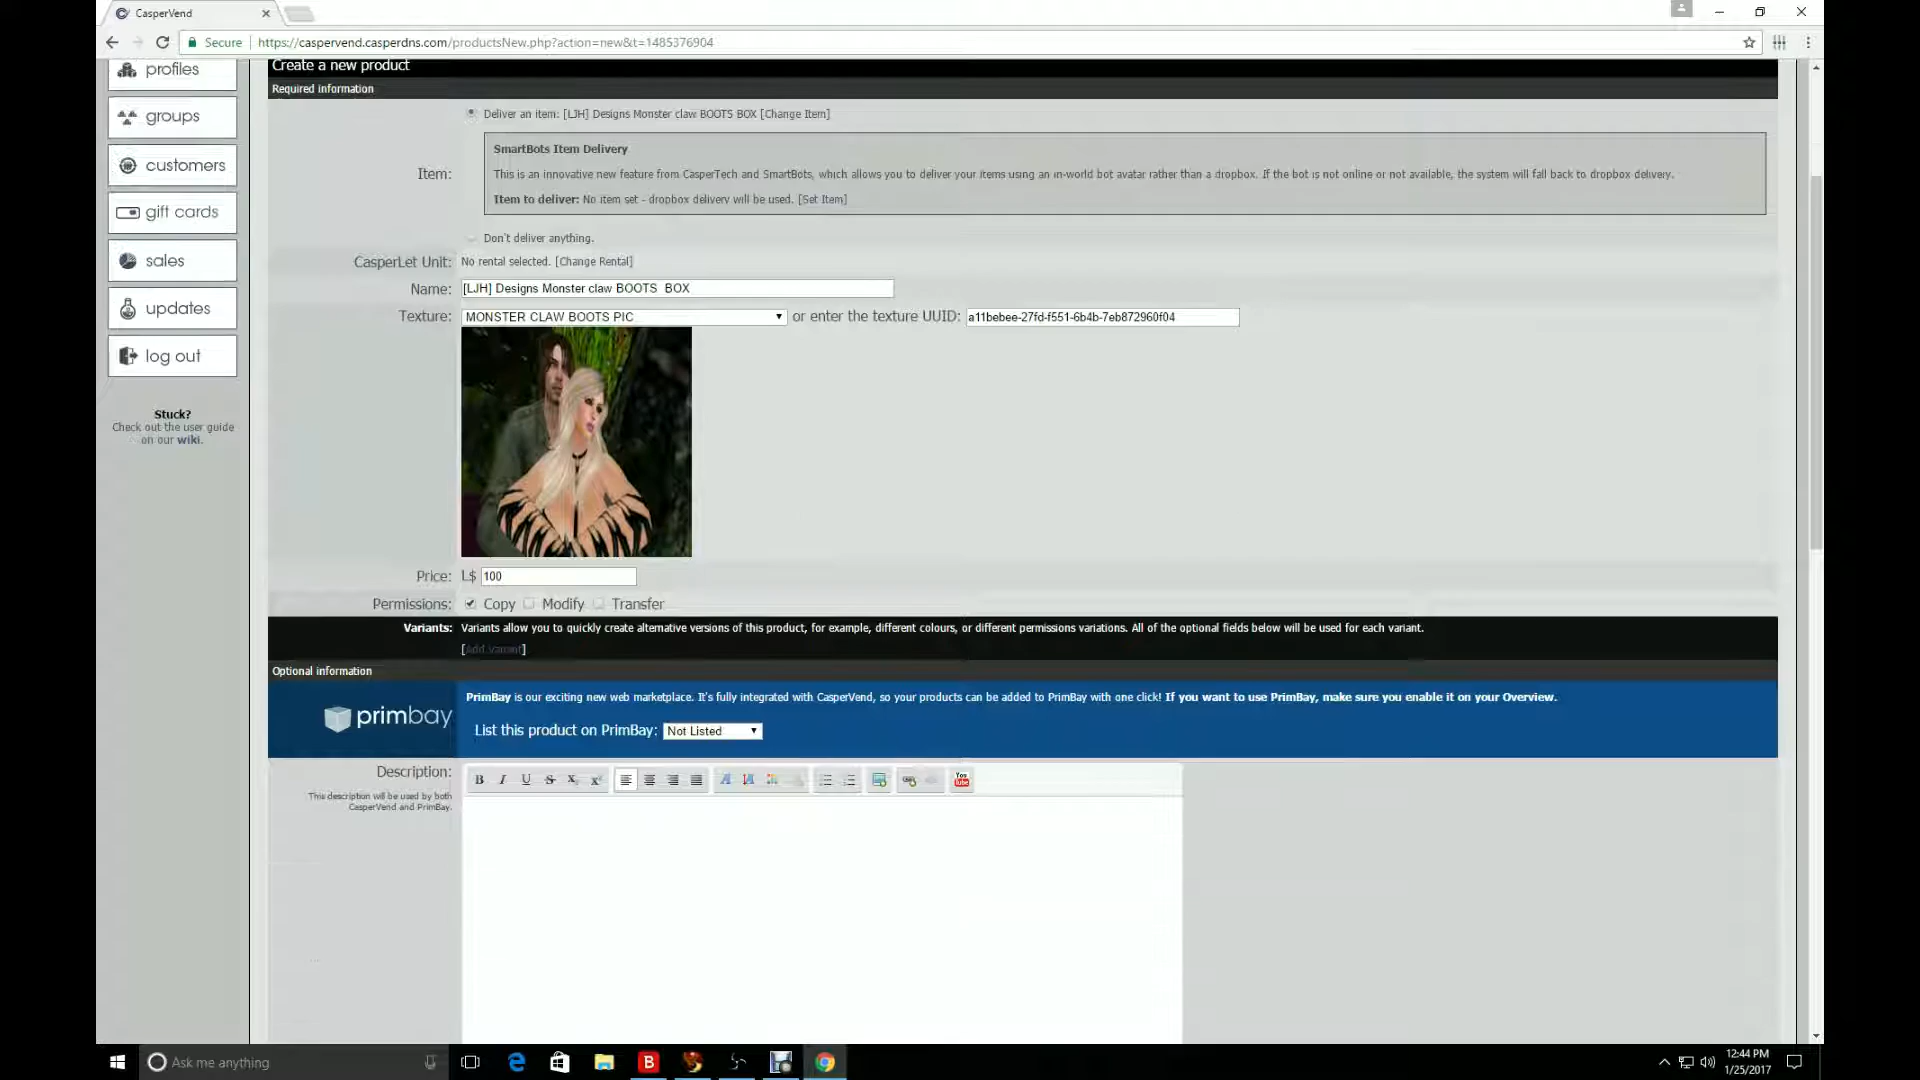 CasperVend
Secure
https://caspervend.casperdns.com/productsNew.php?action=new&t=1485376904
profiles
groups
customers
gift cards
sales
updates
log out
Stuck?
Check out the user guide
on our wiki.
Create a new product
Required information
Item:
Deliver an item: [LJH] Designs Monster claw BOOTS BOX [Change Item]
SmartBots Item Delivery
This is an innovative new feature from CasperTech and SmartBots, which allows you to deliver your items using an in-world bot avatar rather than a dropbox. If the bot is not online or not available, the system will fall back to dropbox delivery.
Item to deliver: No item set - dropbox delivery will be used. [Set Item]
Don't deliver anything.
CasperLet Unit: No rental selected. [Change Rental]
Name: [LJH] Designs Monster claw BOOTS  BOX
Texture: MONSTER CLAW BOOTS PIC or enter the texture UUID: a11bebee-27fd-f551-6b4b-7eb872960f04
Price: L$ 100
Permissions: Copy Modify Transfer
Variants: Variants allow you to quickly create alternative versions of this product, for example, different colours, or different permissions variations. All of the optional fields below will be used for each variant.
[Add Variant]
Optional information
primbay
PrimBay is our exciting new web marketplace. It's fully integrated with CasperVend, so your products can be added to PrimBay with one click! If you want to use PrimBay, make sure you enable it on your Overview.
List this product on PrimBay: Not Listed
Description:
This description will be used by both
CasperVend and PrimBay.
B I U S X X
You
Tube
Ask me anything
12:44 PM
1/25/2017